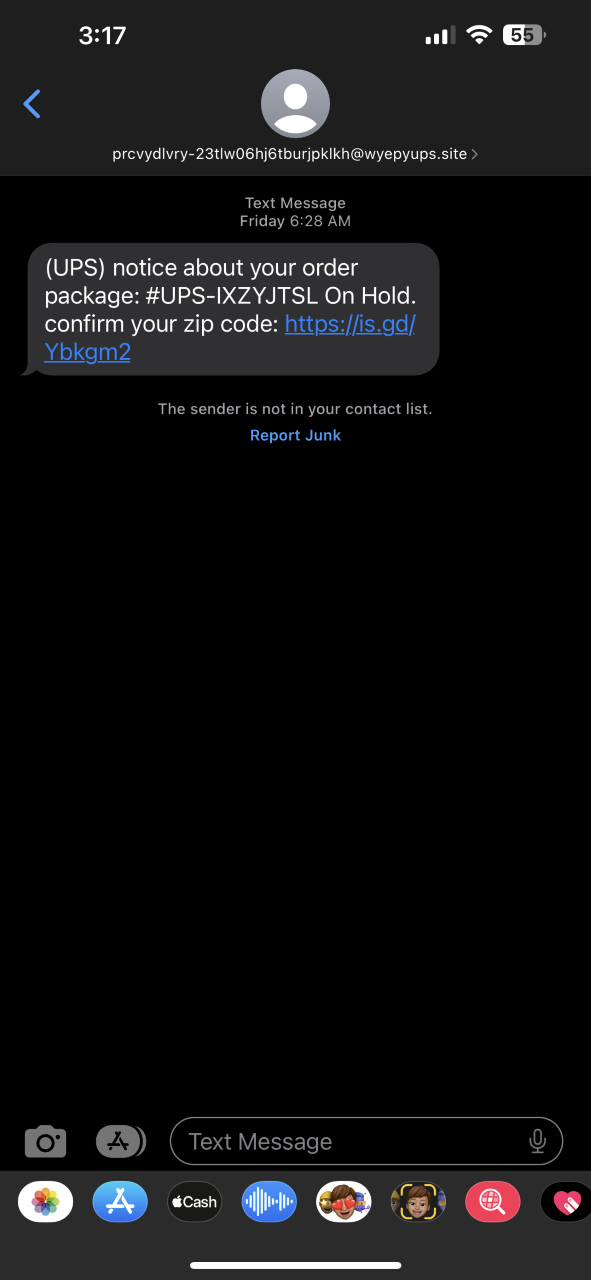 3:17
55
prcvydlvry-23tlw06hj6tburjpklkh@wyepyups.site
Text Message
Friday 6:28 AM
(UPS) notice about your order
package: #UPS-IXZYJTSL On Hold.
confirm your zip code: https://is.gd/
Ybkgm2
The sender is not in your contact list.
Report Junk
Text Message
Cash